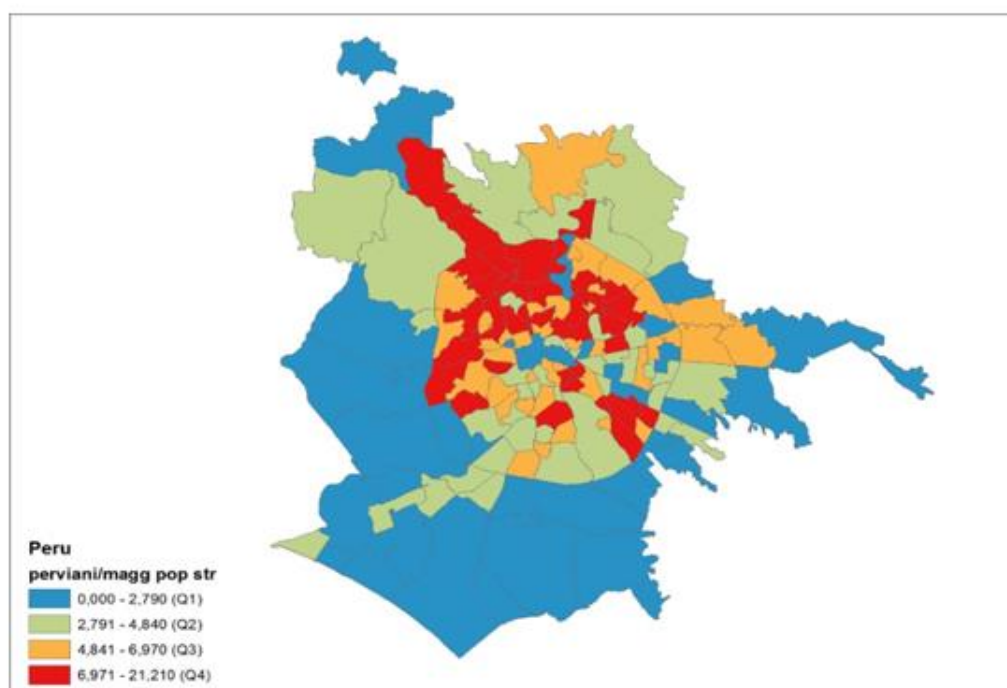 Peru
perviani/magg pop str
0,000 - 2,790 (Q1)
2,791 - 4,840 (Q2)
4,841 - 6,970 (Q3)
6,971 - 21,210 (Q4)